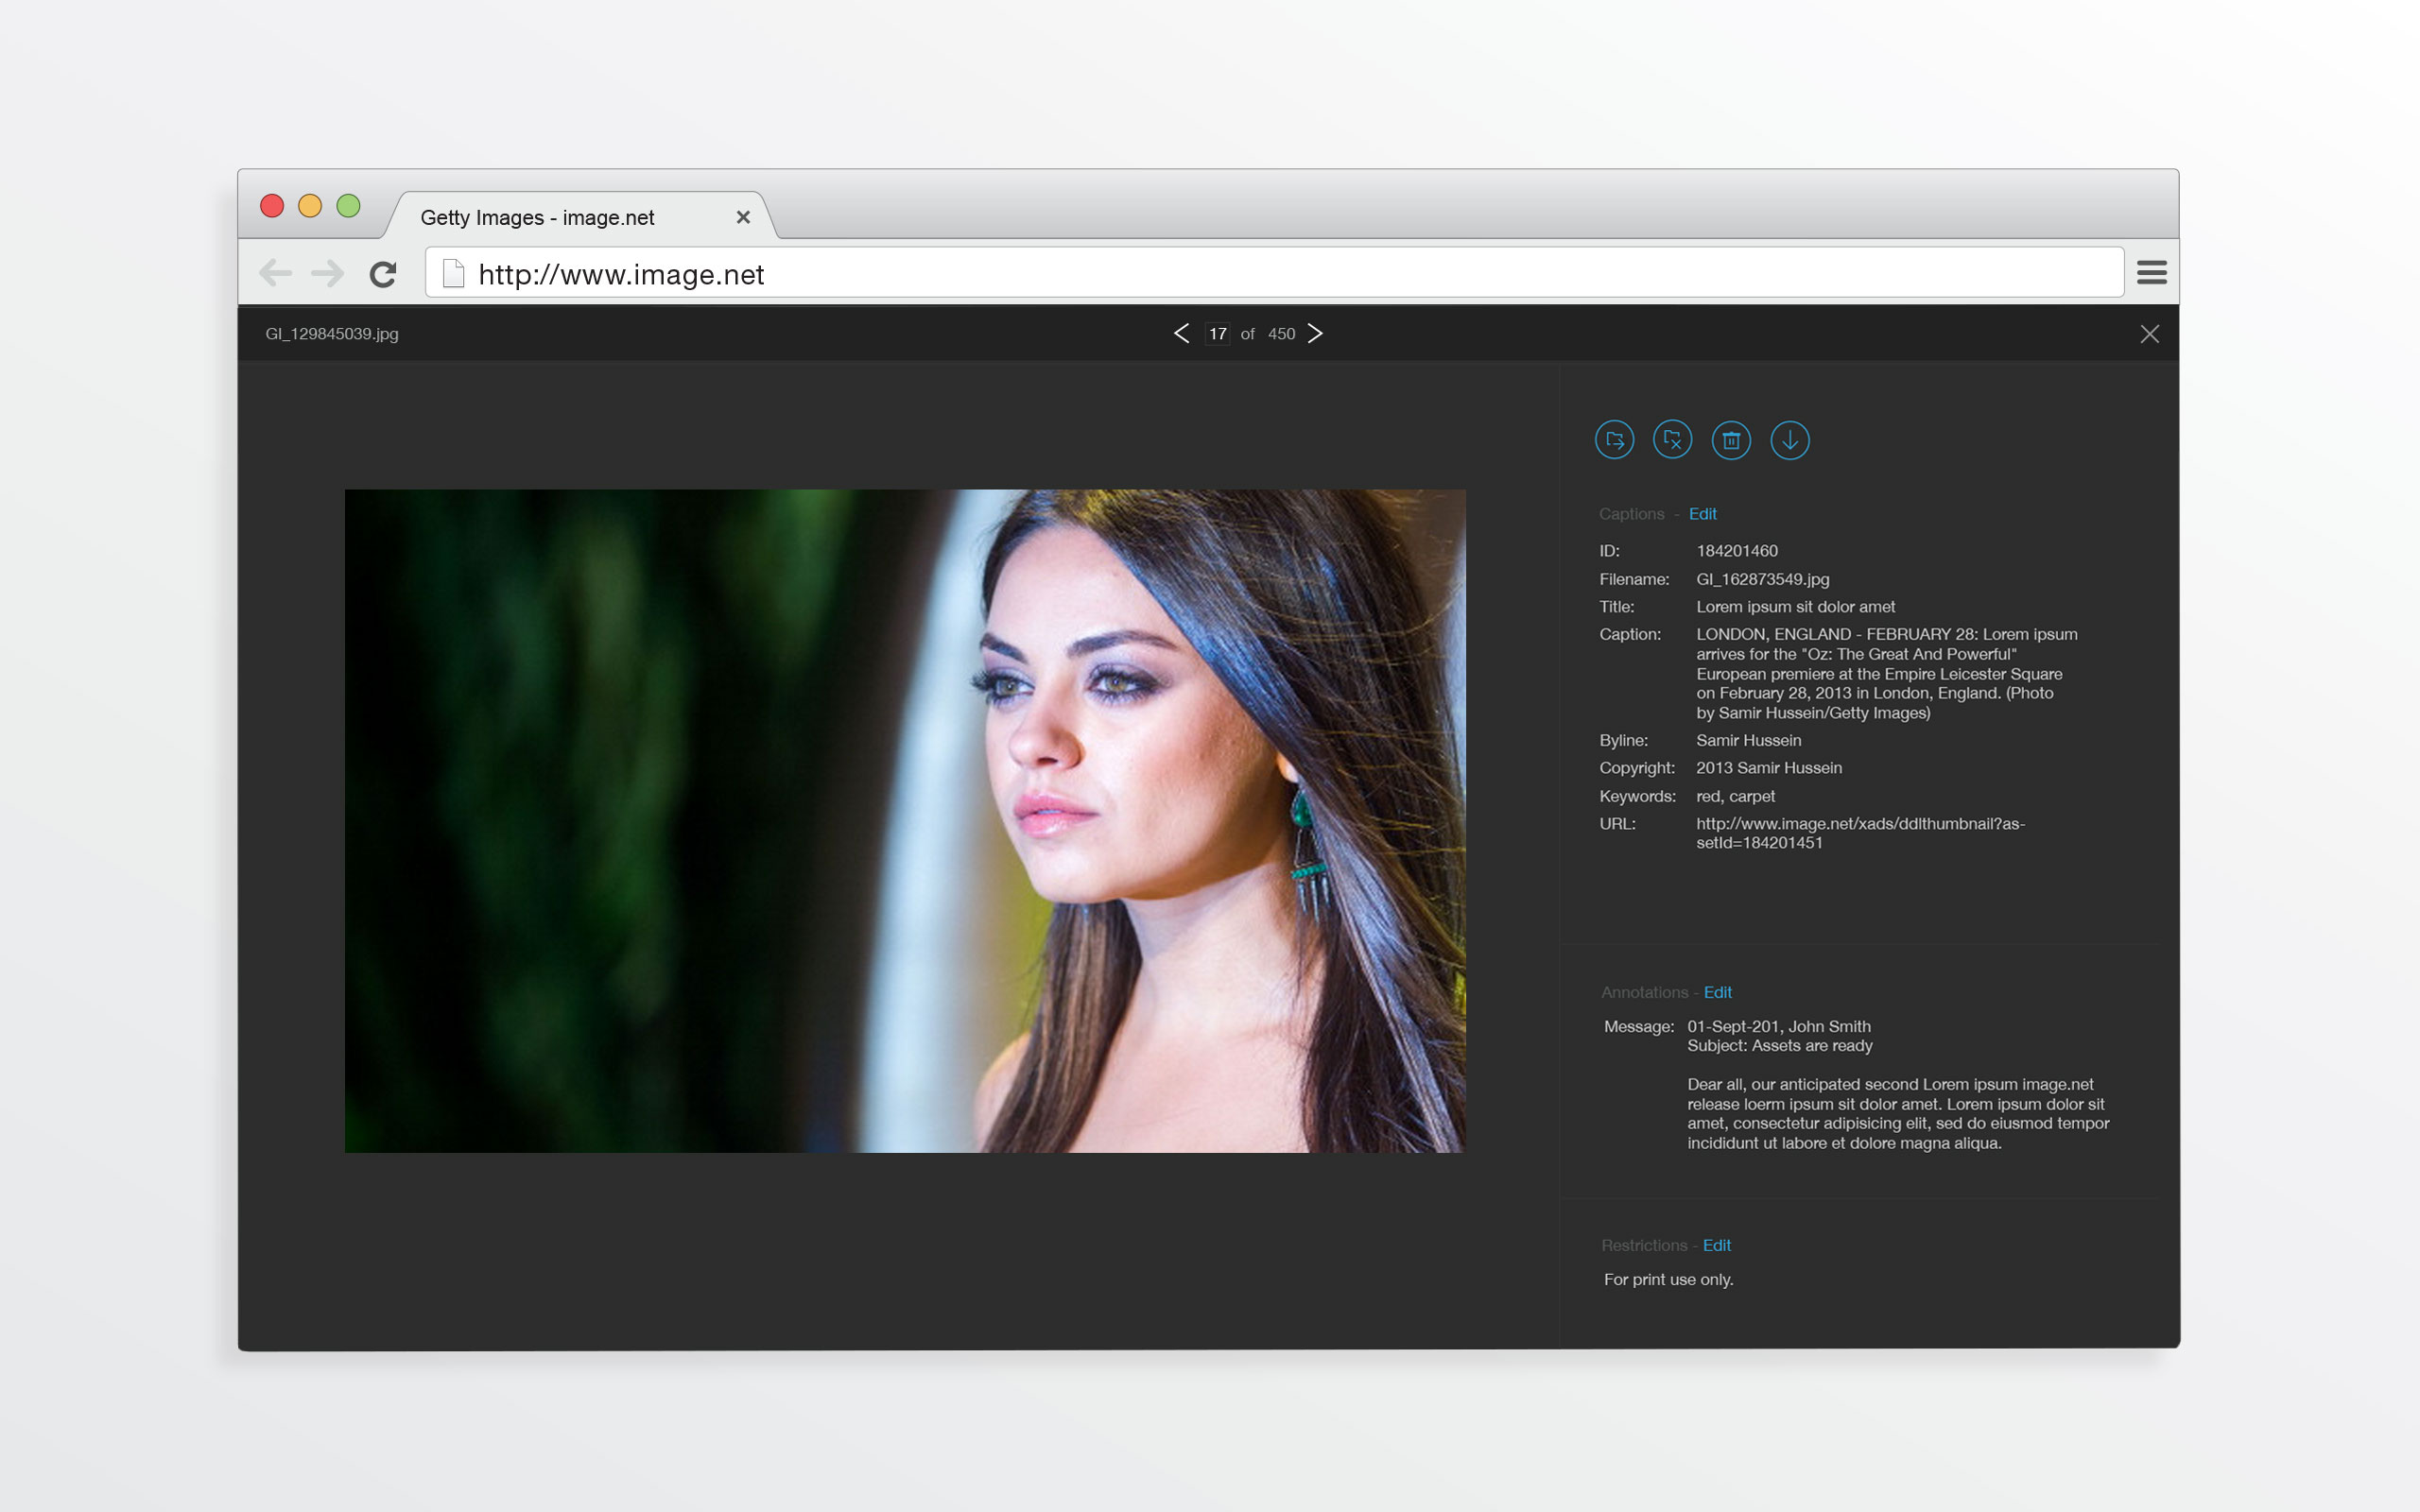 Getty Images - image.net
http://www.image.net
GI_129845039.jpg
17 of 450
Captions - Edit
ID: 184201460
Filename: GI_162873549.jpg
Title: Lorem ipsum sit dolor amet
Caption: LONDON, ENGLAND - FEBRUARY 28: Lorem ipsum
arrives for the "Oz: The Great And Powerful"
European premiere at the Empire Leicester Square
on February 28, 2013 in London, England. (Photo
by Samir Hussein/Getty Images)
Byline: Samir Hussein
Copyright: 2013 Samir Hussein
Keywords: red, carpet
URL: http://www.image.net/xads/ddlthumbnail?as-
setId=184201451
Annotations - Edit
Message: 01-Sept-201, John Smith
Subject: Assets are ready
Dear all, our anticipated second Lorem ipsum image.net
release loerm ipsum sit dolor amet. Lorem ipsum dolor sit
amet, consectetur adipisicing elit, sed do eiusmod tempor
incididunt ut labore et dolore magna aliqua.
Restrictions - Edit
For print use only.